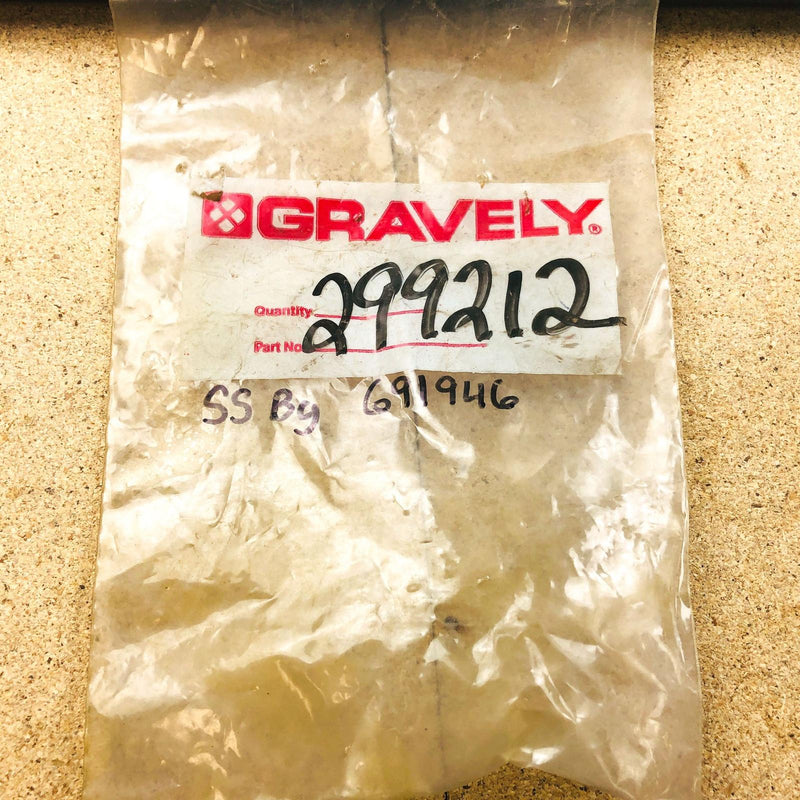 GRAVELY®
Quantity
299212
Part No.
SS By 691946